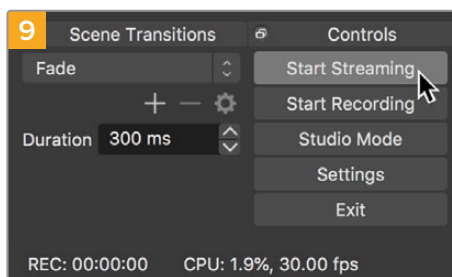 9
Scene Transitions
Controls
Fade
Start Streaming
Start Recording
Duration 300 ms
Studio Mode
Settings
Exit
REC: 00:00:00 CPU: 1.9%, 30.00 fps